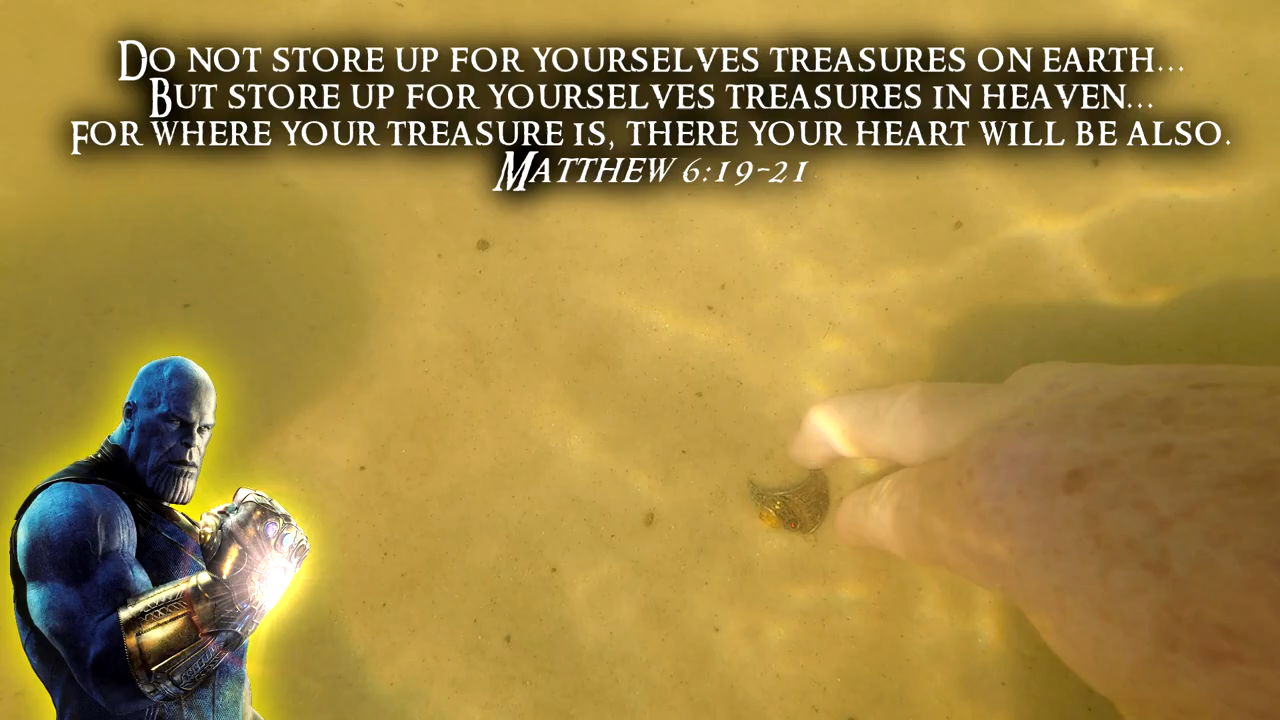 Do not store up for yourselves treasures on earth...
But store up for yourselves treasures in heaven...
For where your treasure is, there your heart will be also.
Matthew 6:19-21